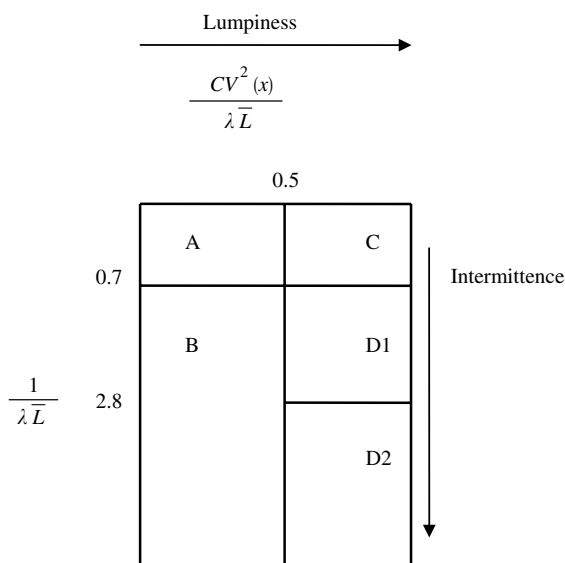 Lumpiness
CV²(x)
λL̅
0.5
A
C
0.7
Intermittence
B
D1
1
λL̅
2.8
D2